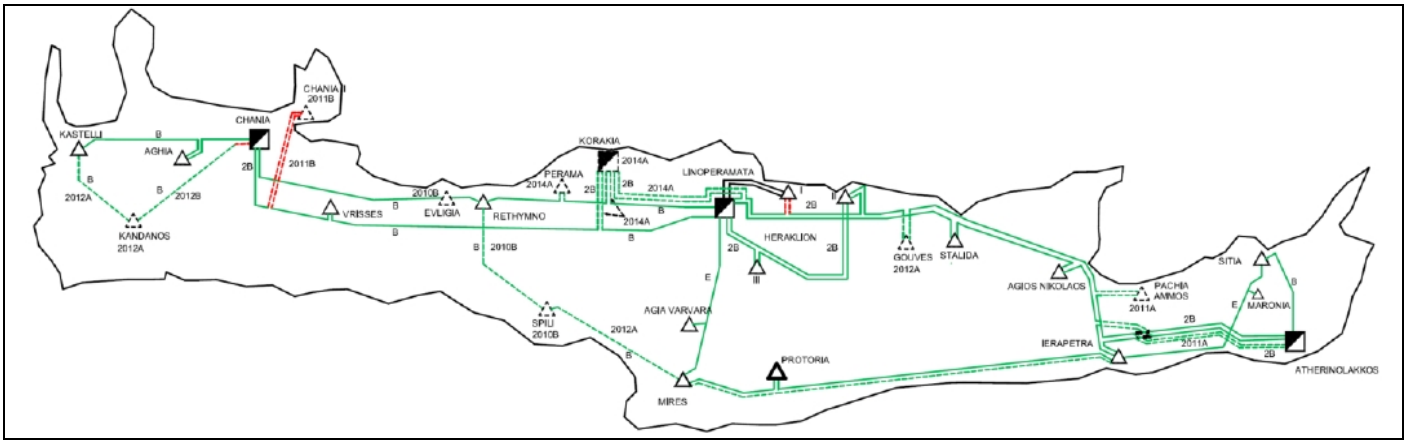 CHANIA II
2011B
CHANIA
KASTELLI
B
AGHIA
2B
2011B
B
2012A
B
2012B
KANDANOS
2012A
VRISSES
B
B
2010B
EVLIGIA
RETHYMNO
PERAMA
2014A
KORAKIA
2014A
2B
2B
2014A
2014A
B
B
LINOPERAMATA
I
2B
II
HERAKLION
2B
2B
III
B
2010B
SPILI
2010B
2012A
B
E
AGIA VARVARA
MIRES
PROTORIA
GOUVES
2012A
STALIDA
AGIOS NIKOLAOS
PACHIA
AMMOS
2011A
SITIA
B
E
MARONIA
2B
2011A
2B
IERAPETRA
ATHERINOLAKKOS